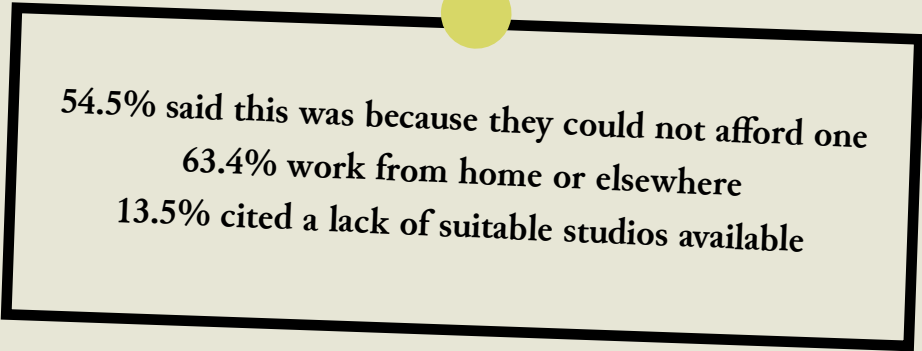 54.5% said this was because they could not afford one
63.4% work from home or elsewhere
13.5% cited a lack of suitable studios available